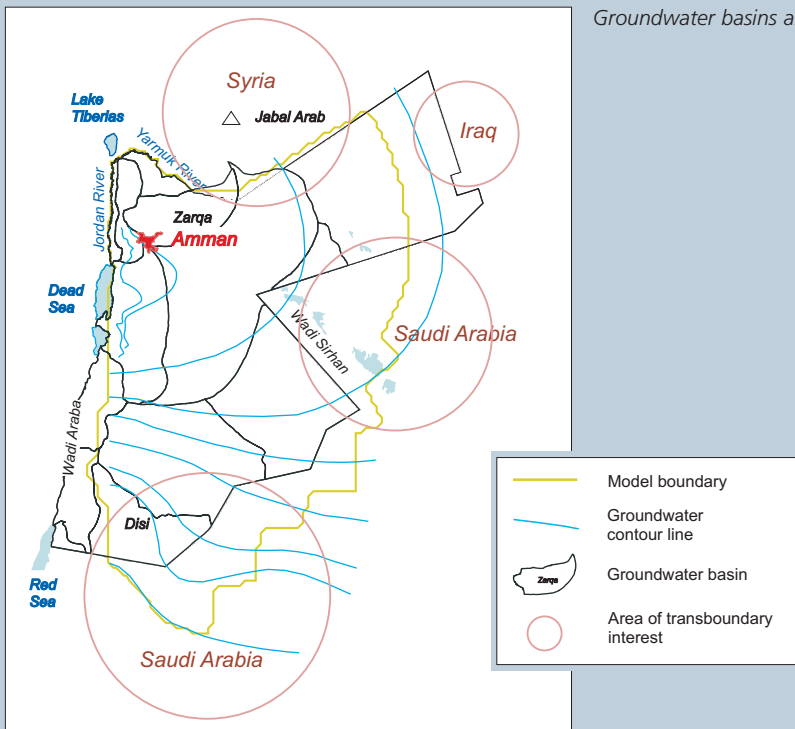 Groundwater basins a
Syria
Lake
Tiberias
Jabal Arab
Iraq
Yarmuk River
Jordan River
Zarqa
Amman
Dead
Sea
Wadi Sirhan
Saudi Arabia
Wadi Araba
Disi
Red
Sea
Saudi Arabia
Model boundary
Groundwater
contour line
Zarqa
Groundwater basin
Area of transboundary
interest